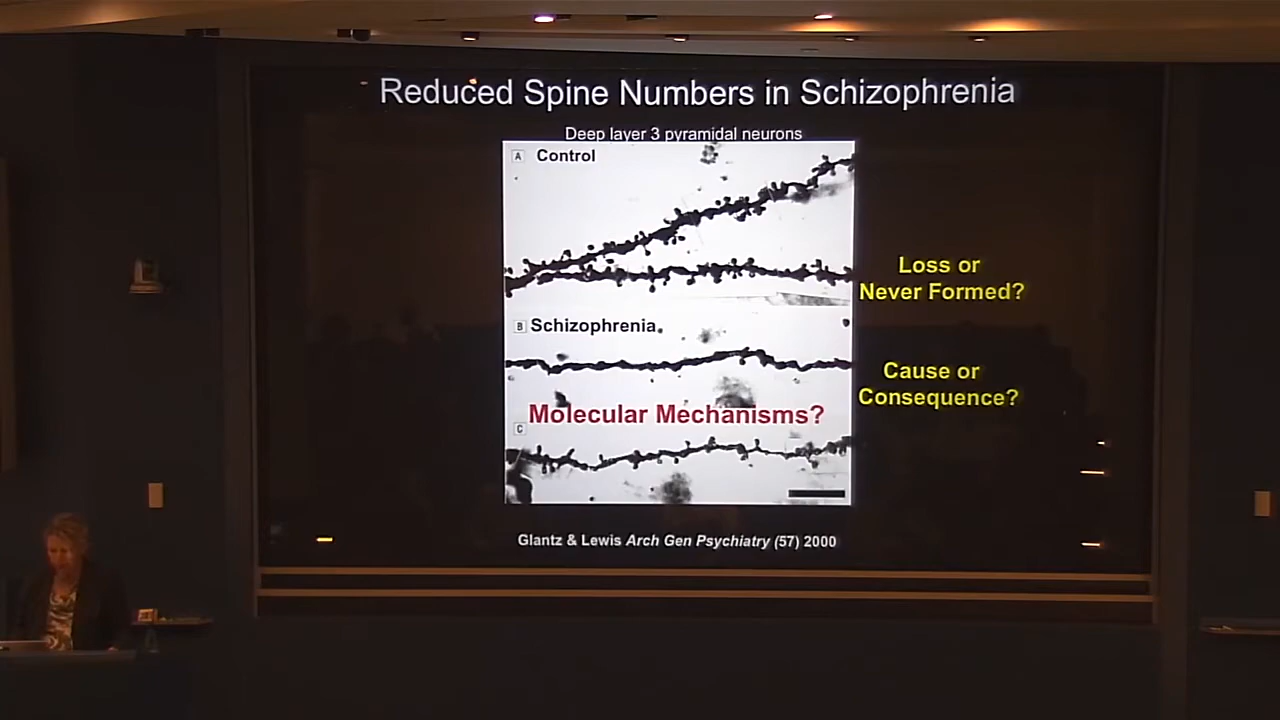 Reduced Spine Numbers in Schizophrenia
Deep layer 3 pyramidal neurons
A Control
Loss or
Never Formed?
B Schizophrenia
Cause or
Consequence?
Molecular Mechanisms?
C
Glantz & Lewis Arch Gen Psychiatry (57) 2000